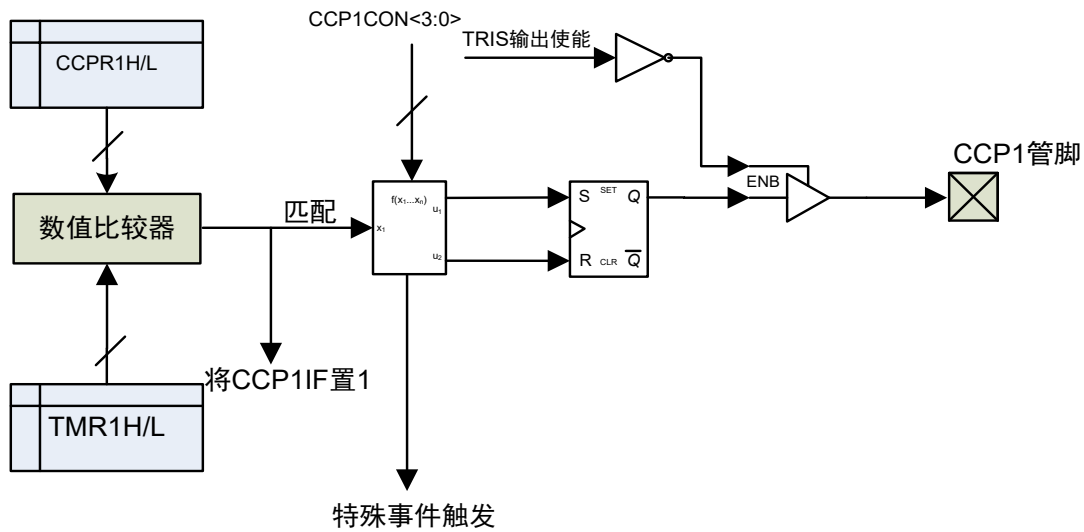 CCP1CON<3:0>
TRIS输出使能
CCPR1H/L
CCP1管脚
ENB
f(x₁...xₙ)
u₁
x₁
u₂
S SET Q
R CLR Q̅
数值比较器
匹配
将CCP1IF置1
TMR1H/L
特殊事件触发